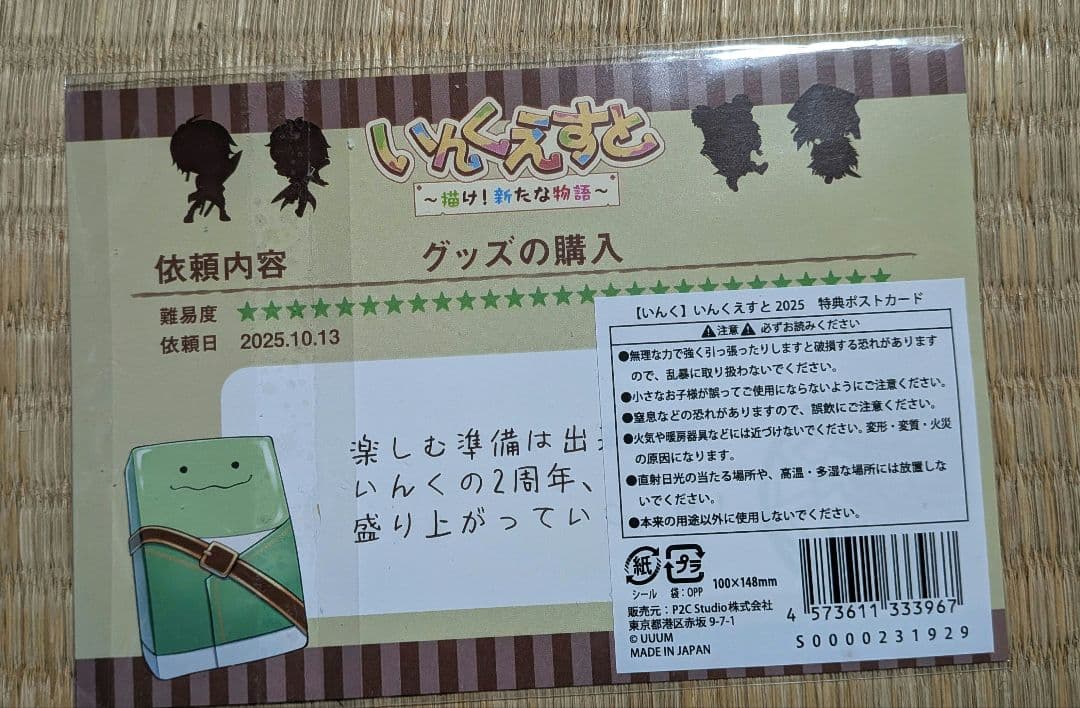 いんくえすと
～描け！新たな物語～
依頼内容 グッズの購入
難易度 ★★★★★★★★★★★★★★★★★★★★★★★★★★★
依頼日 2025.10.13
楽しむ準備は出
いんくの2周年、
盛り上がってい
【いんく】いんくえすと 2025 特典ポストカード
⚠注意⚠ 必ずお読みください
●無理な力で強く引っ張ったりしますと破損する恐れがあります
ので、乱暴に取り扱わないでください。
●小さなお子様が誤ってご使用にならないようにご注意ください。
●窒息などの恐れがありますので、誤飲にご注意ください。
●火気や暖房器具などには近づけないでください。変形・変質・火災
の原因になります。
●直射日光の当たる場所や、高温・多湿な場所には放置しな
いでください。
●本来の用途以外に使用しないでください。
紙 プラ
シール 袋：OPP 100×148mm
販売元：P2C Studio株式会社
東京都港区赤坂 9-7-1
© UUUM
MADE IN JAPAN
4 573611 333967
S0000231929